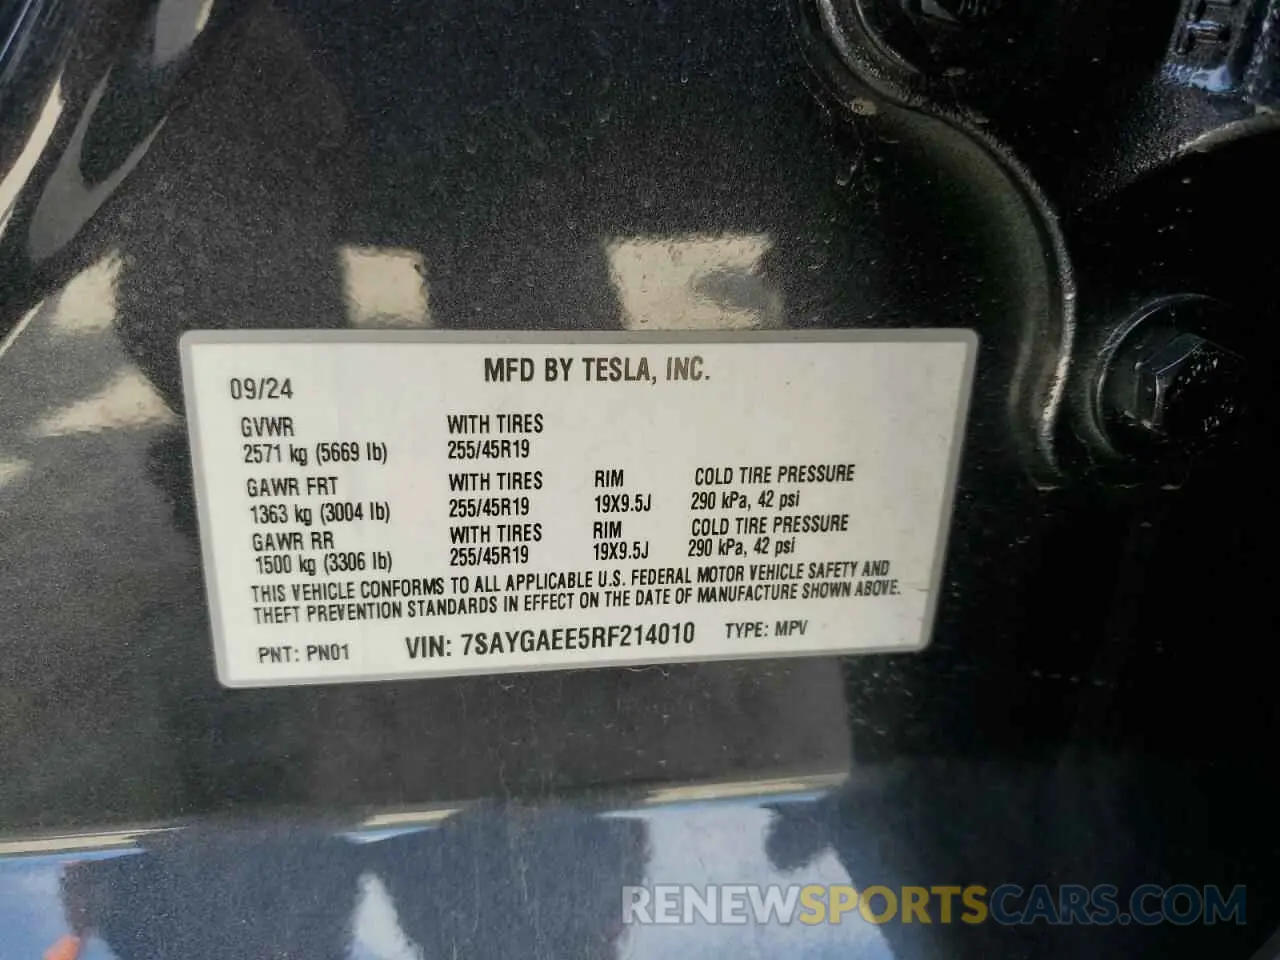 MFD BY TESLA, INC.
09/24
GVWR WITH TIRES
2571 kg (5669 lb) 255/45R19
GAWR FRT WITH TIRES RIM COLD TIRE PRESSURE
1363 kg (3004 lb) 255/45R19 19X9.5J 290 kPa, 42 psi
GAWR RR WITH TIRES RIM COLD TIRE PRESSURE
1500 kg (3306 lb) 255/45R19 19X9.5J 290 kPa, 42 psi
THIS VEHICLE CONFORMS TO ALL APPLICABLE U.S. FEDERAL MOTOR VEHICLE SAFETY AND
THEFT PREVENTION STANDARDS IN EFFECT ON THE DATE OF MANUFACTURE SHOWN ABOVE.
PNT: PN01 VIN: 7SAYGAEE5RF214010 TYPE: MPV
RENEWSPORTSCARS.COM